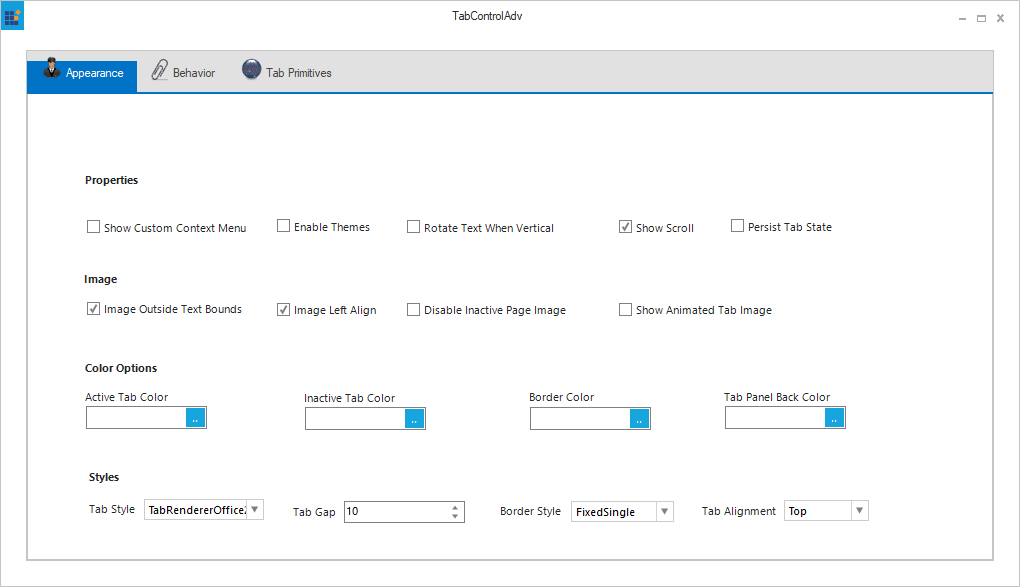 TabControlAdv
Appearance Behavior Tab Primitives
Properties
Show Custom Context Menu Enable Themes Rotate Text When Vertical Show Scroll Persist Tab State
Image
Image Outside Text Bounds Image Left Align Disable Inactive Page Image Show Animated Tab Image
Color Options
Active Tab Color Inactive Tab Color Border Color Tab Panel Back Color
.. .. .. ..
Styles
Tab Style TabRendererOffice Tab Gap 10 Border Style FixedSingle Tab Alignment Top